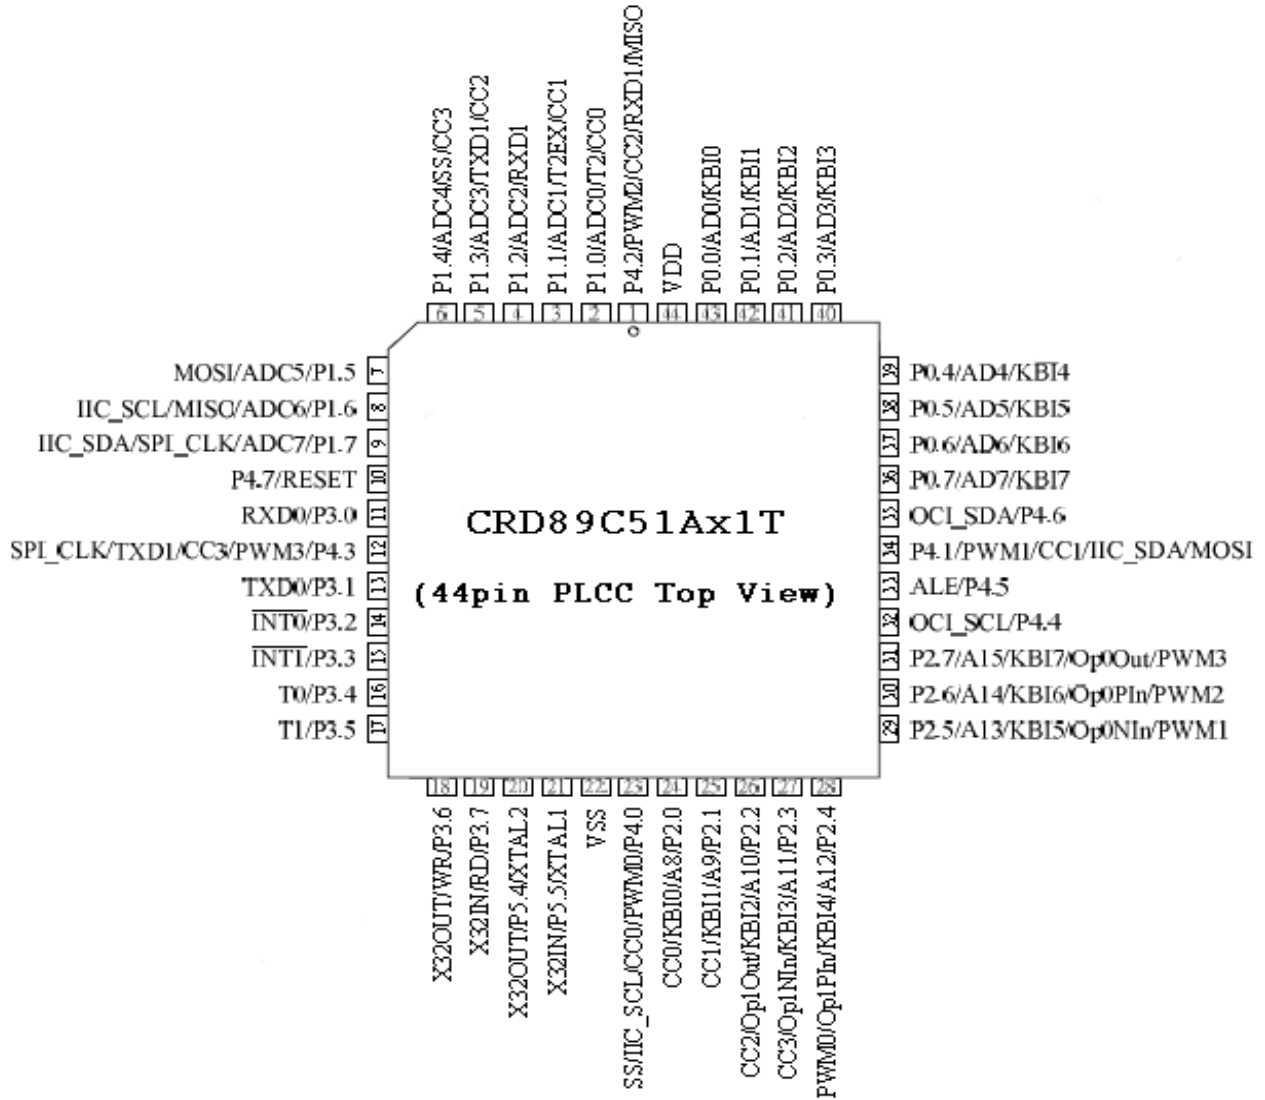 P1.4/ADC4/SS/CC3
P1.3/ADC3/TXD1/CC2
P1.2/ADC2/RXD1
P1.1/ADC1/T2EX/CC1
P1.0/ADC0/T2/CC0
P4.2/PWM2/CC2/RXD1/MISO
VDD
P0.0/AD0/KBI0
P0.1/AD1/KBI1
P0.2/AD2/KBI2
P0.3/AD3/KBI3
6 5 4 3 2 1 44 43 42 41 40
MOSI/ADC5/P1.5 7
IIC_SCL/MISO/ADC6/P1.6 8
IIC_SDA/SPI_CLK/ADC7/P1.7 9
P4.7/RESET 10
RXD0/P3.0 11
SPI_CLK/TXD1/CC3/PWM3/P4.3 12
TXD0/P3.1 13
INT0/P3.2 14
INT1/P3.3 15
T0/P3.4 16
T1/P3.5 17
CRD89C51Ax1T
(44pin PLCC Top View)
39 P0.4/AD4/KBI4
38 P0.5/AD5/KBI5
37 P0.6/AD6/KBI6
36 P0.7/AD7/KBI7
35 OCI_SDA/P4.6
34 P4.1/PWM1/CC1/IIC_SDA/MOSI
33 ALE/P4.5
32 OCI_SCL/P4.4
31 P2.7/A15/KBI7/Op0Out/PWM3
30 P2.6/A14/KBI6/Op0PIn/PWM2
29 P2.5/A13/KBI5/Op0NIn/PWM1
18 19 20 21 22 23 24 25 26 27 28
X32OUT/WR/P3.6
X32IN/RD/P3.7
X32OUT/P5.4/XTAL2
X32IN/P5.5/XTAL1
VSS
SS/IIC_SCL/CC0/PWM0/P4.0
CC0/KBI0/A8/P2.0
CC1/KBI1/A9/P2.1
CC2/Op1Out/KBI2/A10/P2.2
CC3/Op1NIn/KBI3/A11/P2.3
PWM0/Op1PIn/KBI4/A12/P2.4